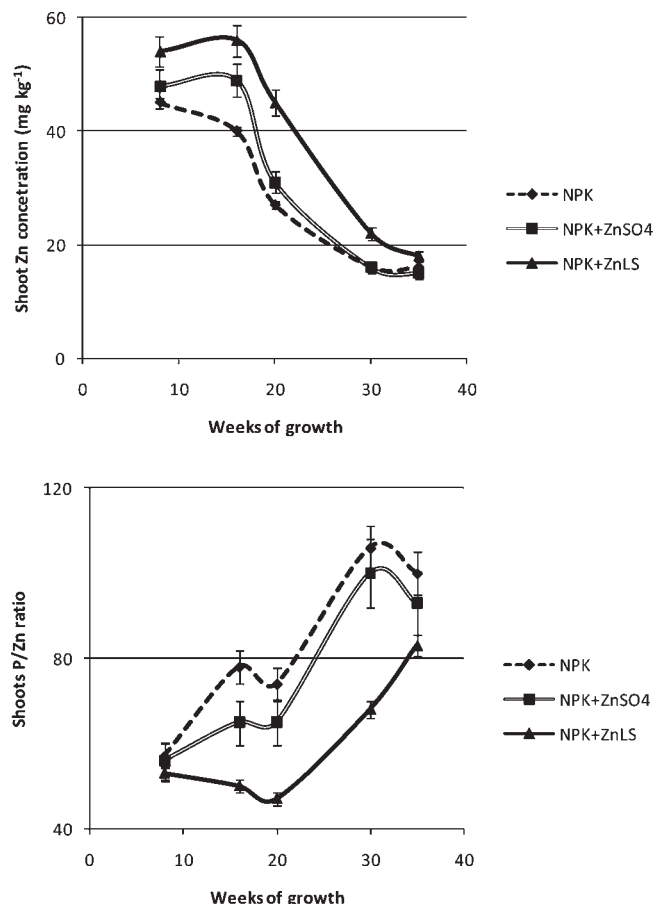 60
40
20
0
Shoot Zn concetration (mg kg-1)
0 10 20 30 40
Weeks of growth
NPK
NPK+ZnSO4
NPK+ZnLS
120
80
40
Shoots P/Zn ratio
0 10 20 30 40
Weeks of growth
NPK
NPK+ZnSO4
NPK+ZnLS